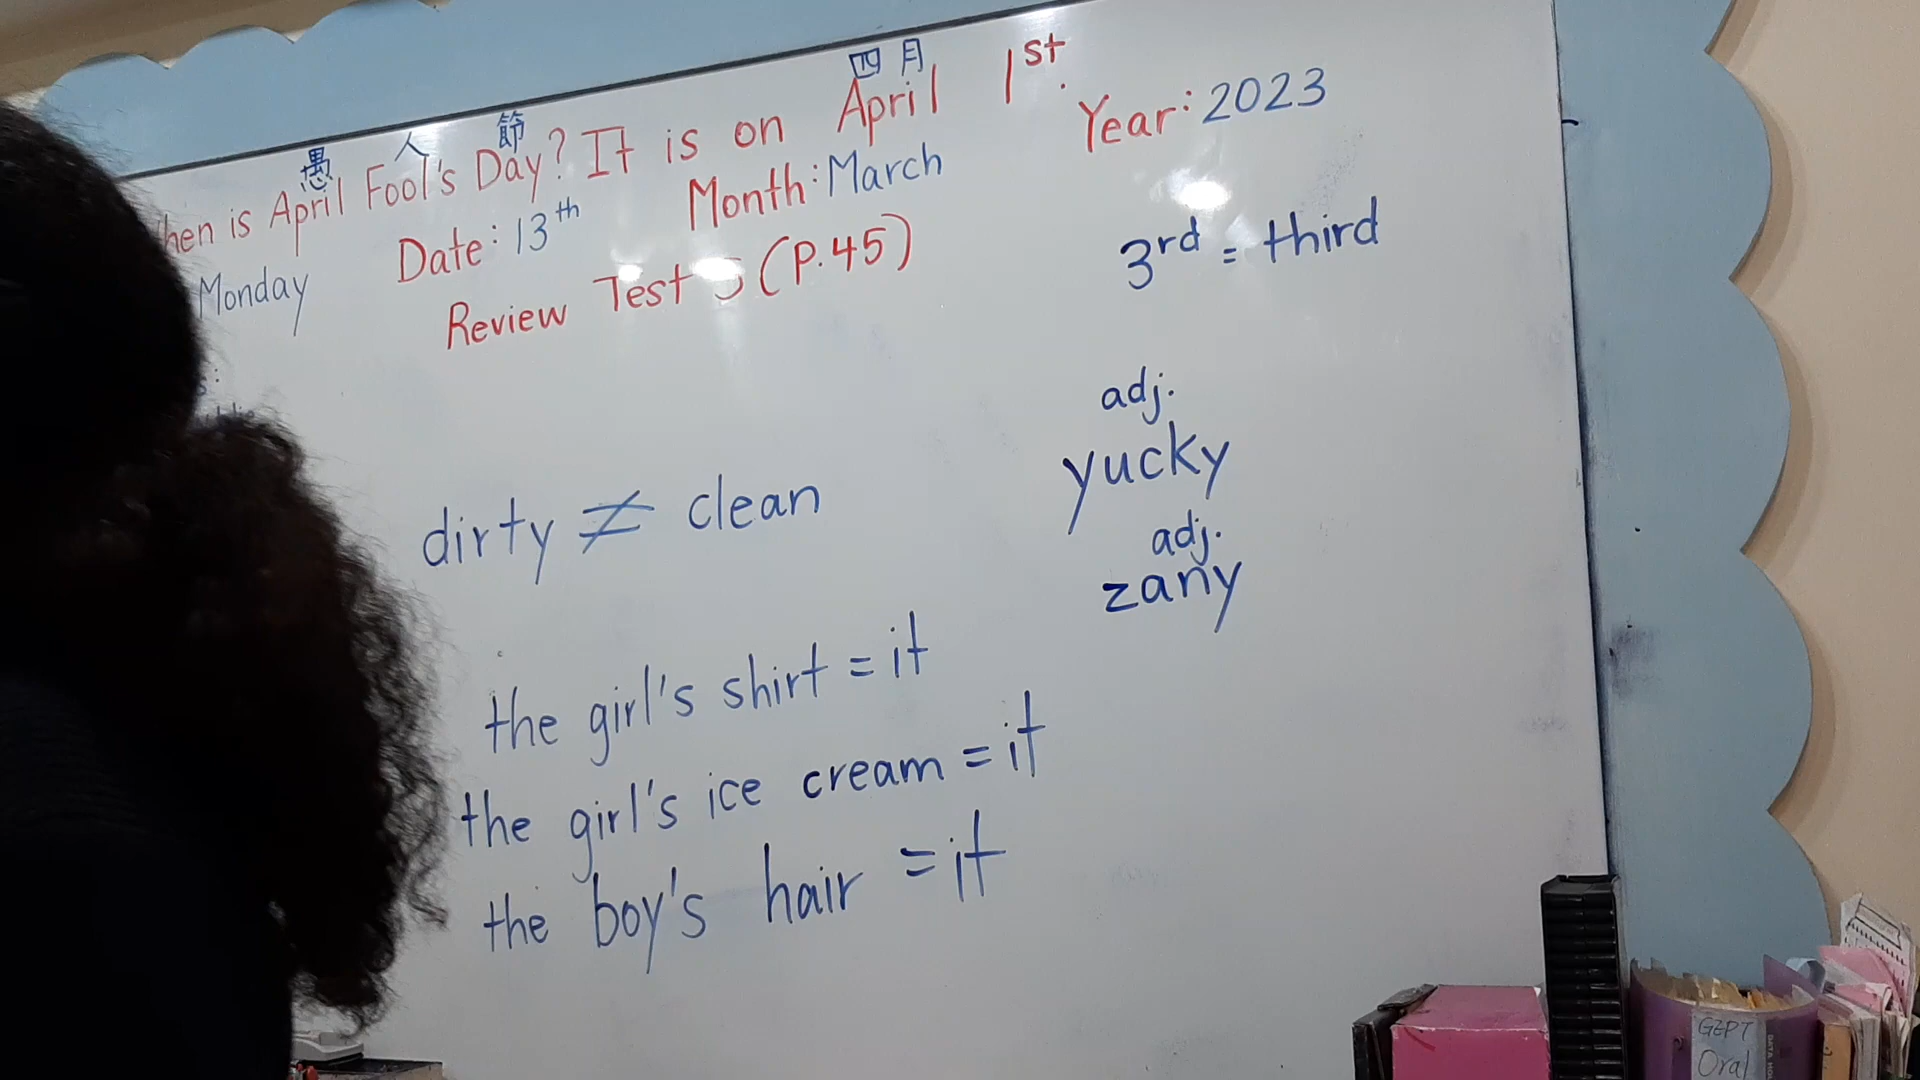 四月
愚人節
hen is April Fool's Day? It is on April 1st.
Monday Date: 13th Month: March Year: 2023
Review Test 5 (P.45)
3rd = third
adj.
yucky
adj.
zany
dirty ≠ clean
the girl's shirt = it
the girl's ice cream = it
the boy's hair = it
GEPT
Oral